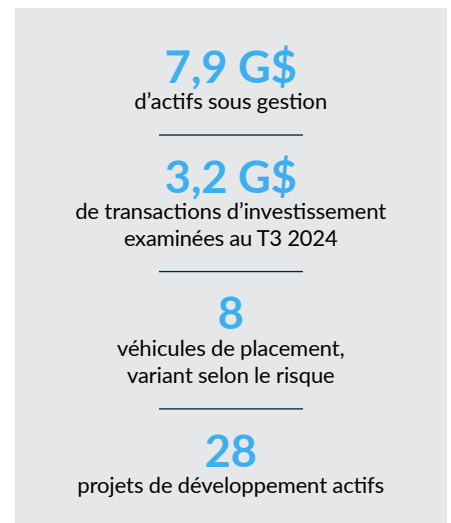 7,9 G$
d’actifs sous gestion
3,2 G$
de transactions d’investissement
examinées au T3 2024
8
véhicules de placement,
variant selon le risque
28
projets de développement actifs